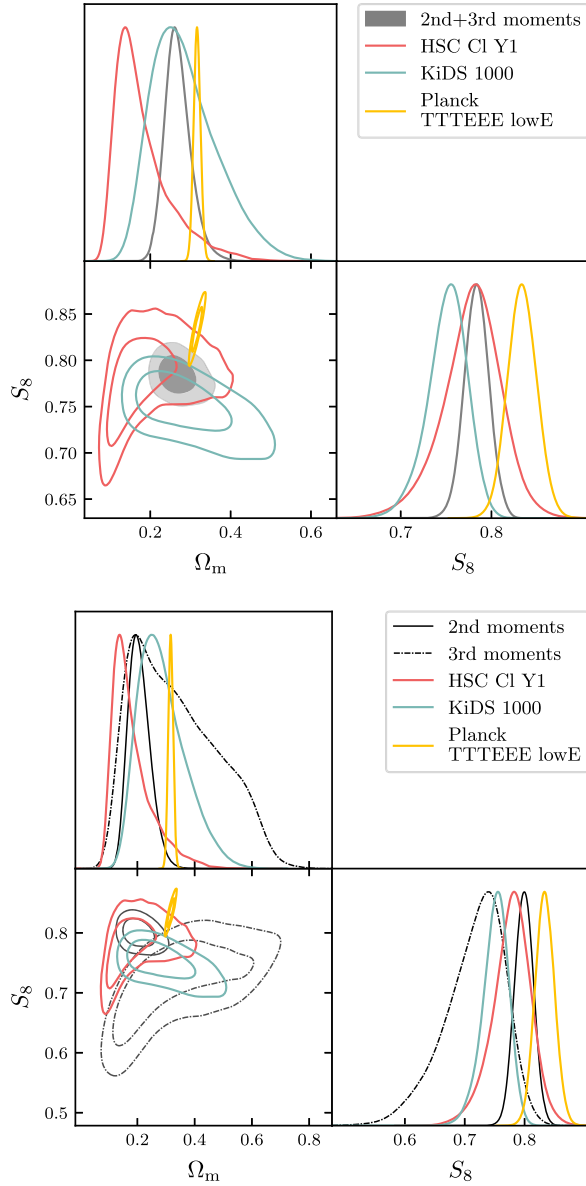 2nd+3rd moments
HSC Cl Y1
KiDS 1000
Planck
TTTEEE lowE
0.85
0.80
0.75
0.70
0.65
S8
0.2 0.4 0.6
0.7 0.8
Ωm
S8
2nd moments
3rd moments
HSC Cl Y1
KiDS 1000
Planck
TTTEEE lowE
0.8
0.7
0.6
0.5
S8
0.2 0.4 0.6 0.8
0.6 0.7 0.8
Ωm
S8